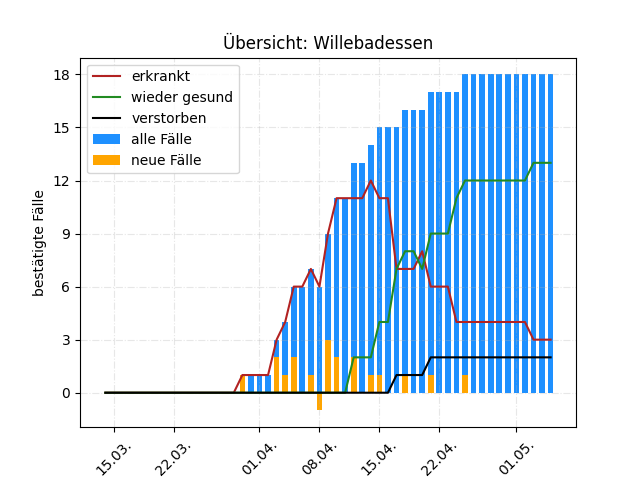 Übersicht: Willebadessen
erkrankt
wieder gesund
verstorben
alle Fälle
neue Fälle
bestätigte Fälle
18
15
12
9
6
3
0
15.03.
22.03.
01.04.
08.04.
15.04.
22.04.
01.05.